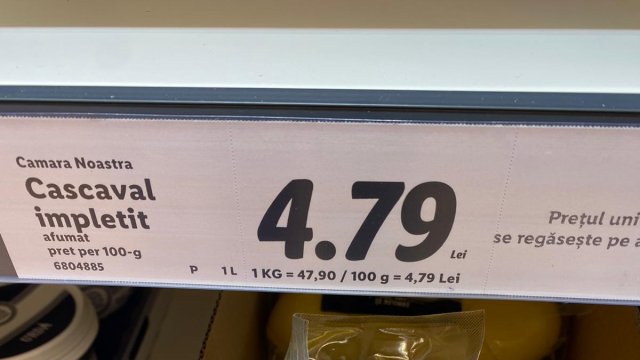 Camara Noastra
Cascaval
impletit
afumat
pret per 100-g
6804885
P 1L
4.79 Lei
1 KG = 47,90 / 100 g = 4,79 Lei
Prețul uni
se regăsește pe a